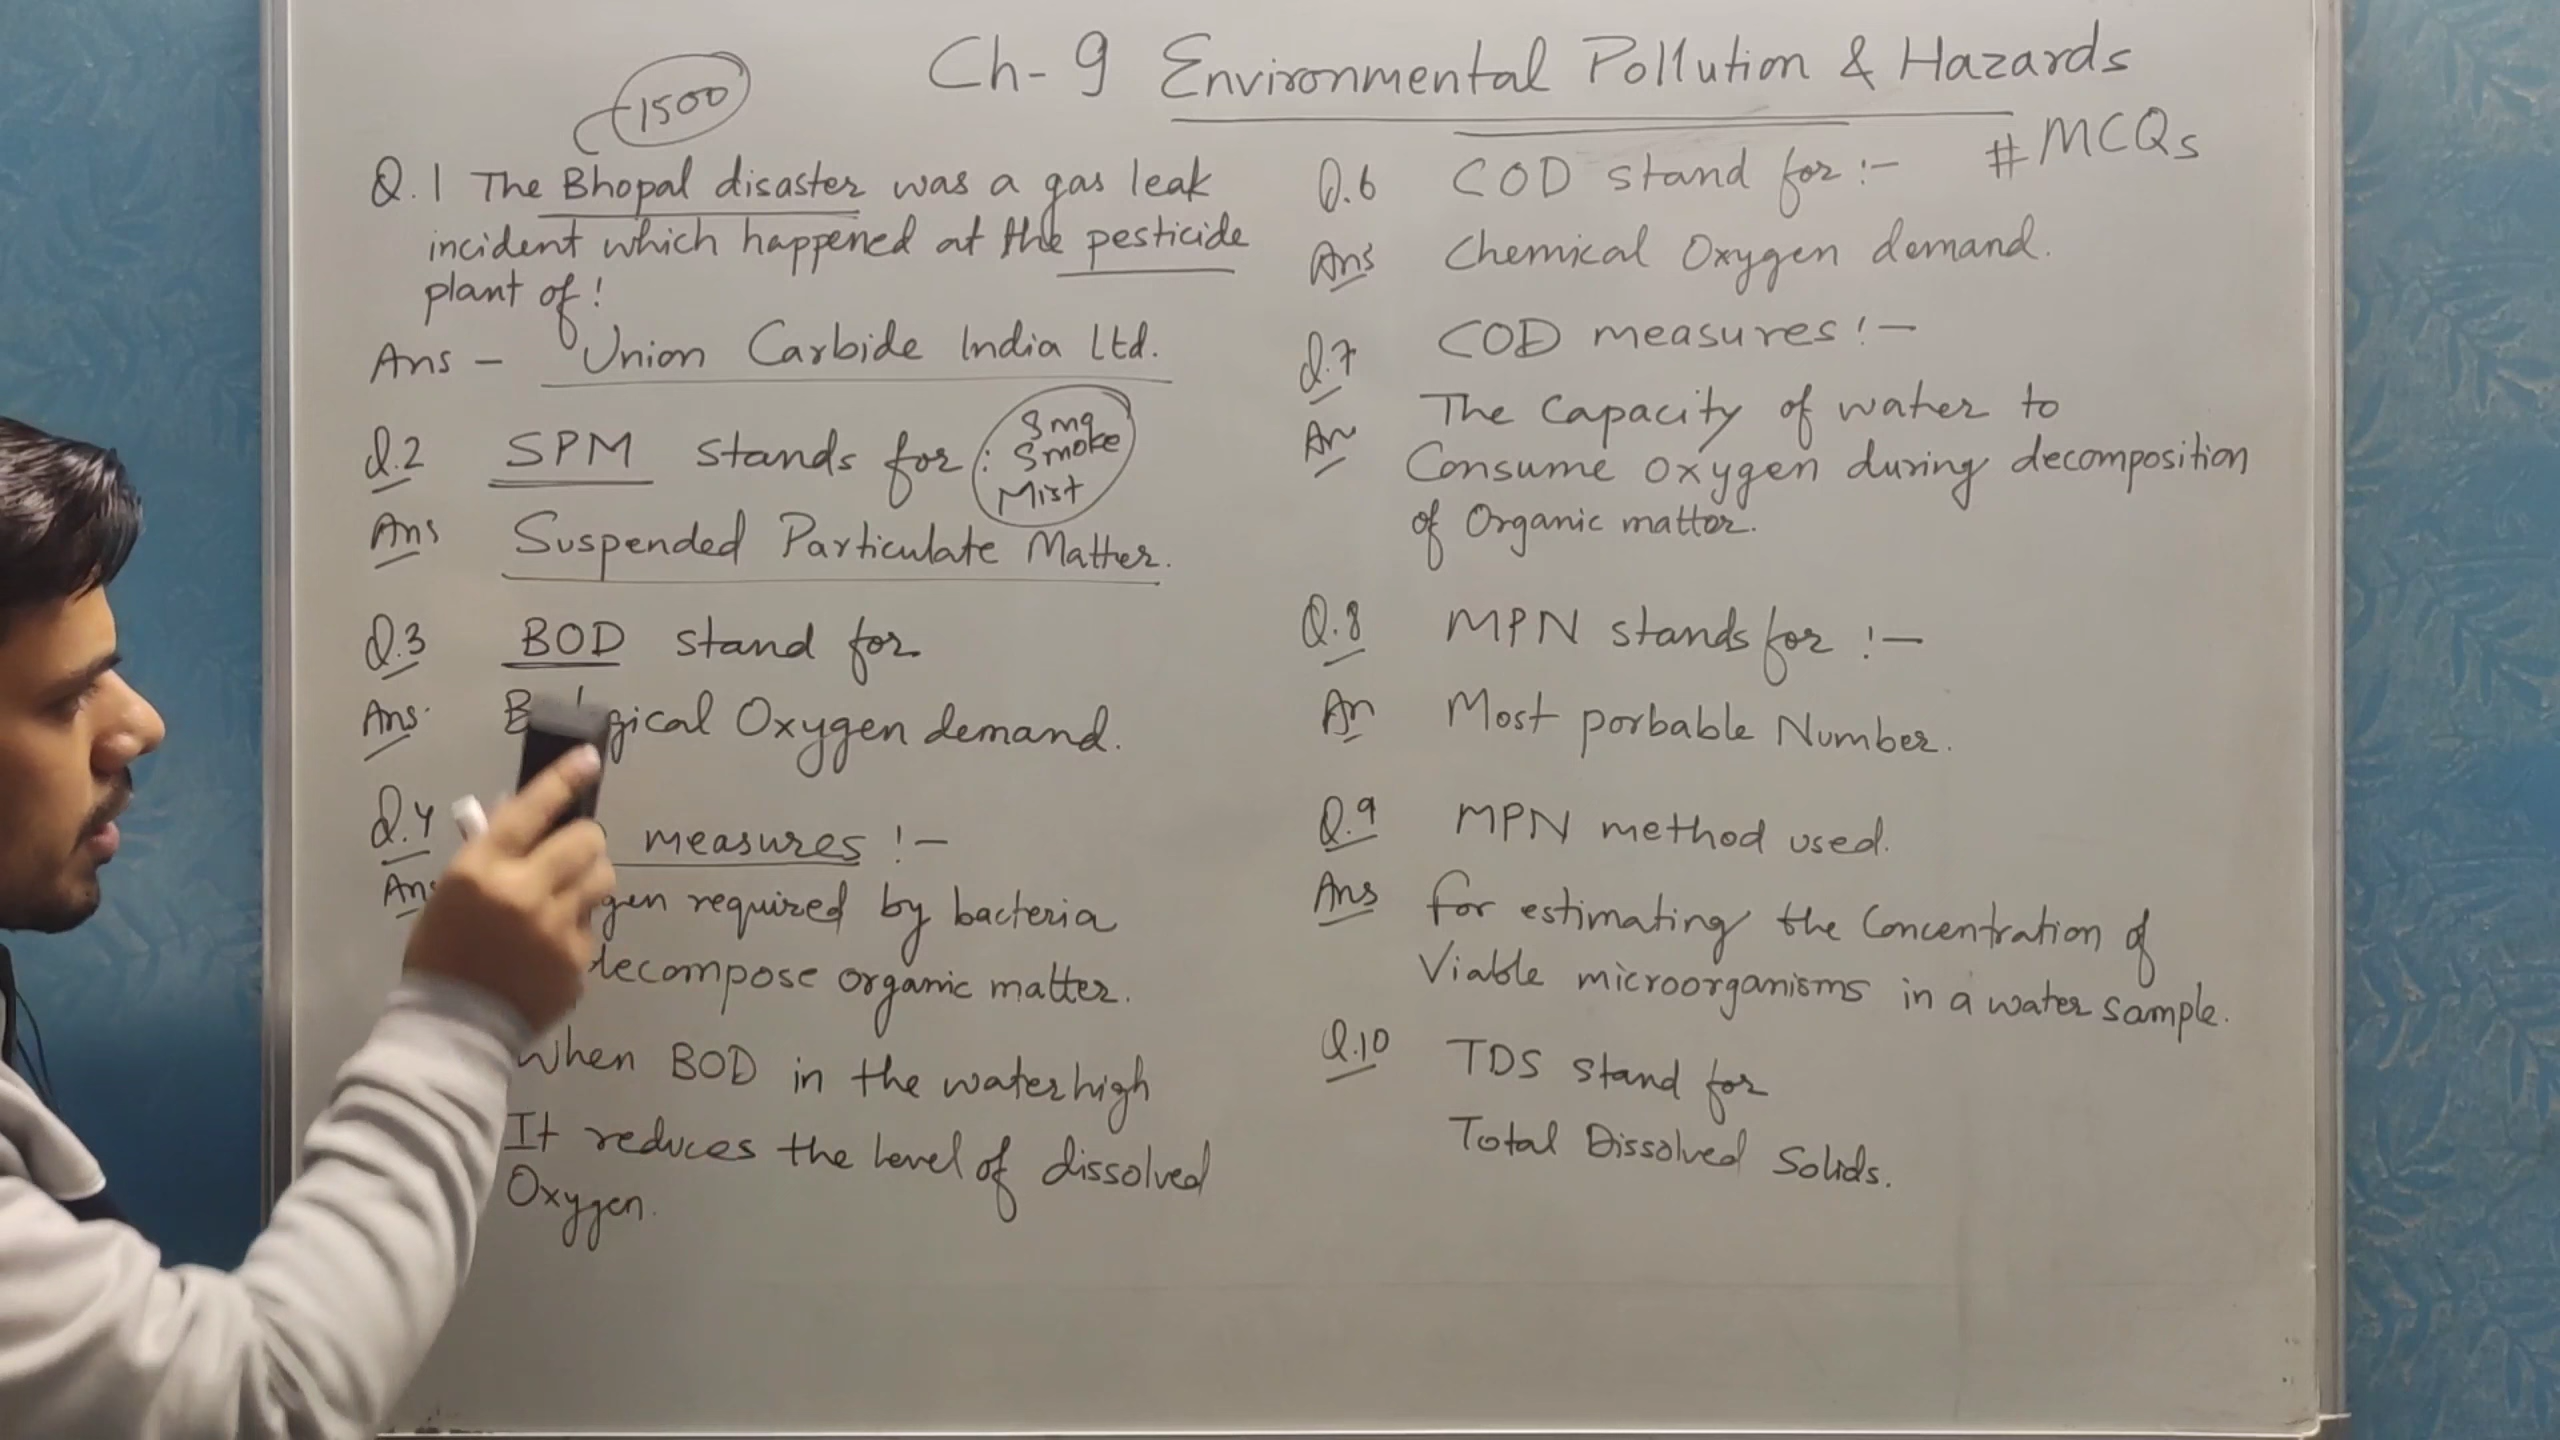 Ch-9 Environmental Pollution & Hazards
# MCQs
1500
Q.1 The Bhopal disaster was a gas leak
incident which happened at the pesticide
plant of!
Ans - Union Carbide India Ltd.
Q.2 SPM stands for :
Smoke
Mist
Ans Suspended Particulate Matter.
Q.3 BOD stand for
Ans. Oxygen demand.
Q.4 measures !-
Ans required by bacteria
decompose organic matter.
When BOD in the water high
It reduces the level of dissolved
Oxygen.
Q.6 COD stand for :-
Ans Chemical Oxygen demand.
Q.7 COD measures !-
An The Capacity of water to
Consume oxygen during decomposition
of Organic matter.
Q.8 MPN stands for !-
An Most porbable Number.
Q.9 MPN method used.
Ans for estimating the Concentration of
Viable microorganisms in a water sample.
Q.10 TDS stand for
Total Dissolved Solids.